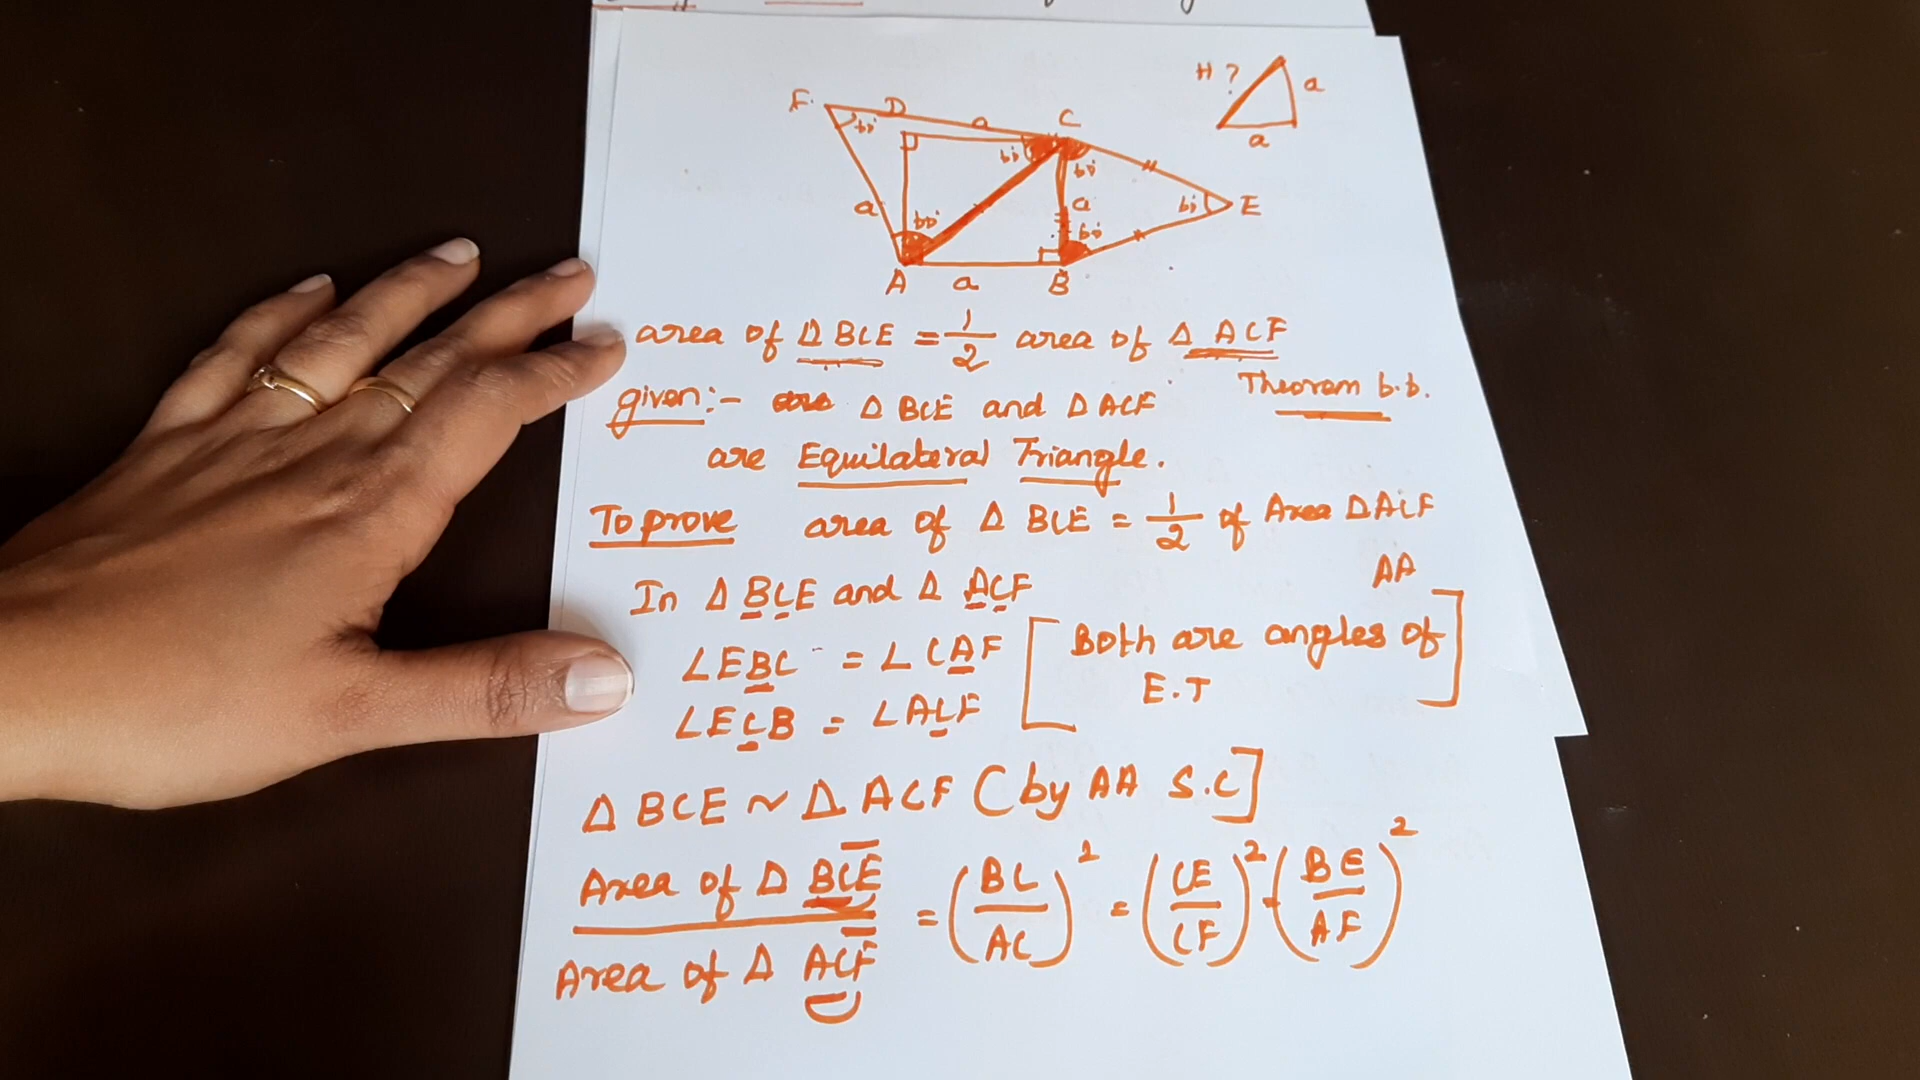 H ? a
a
F D a C
60°
60° 60°
a a 60° E
60° 60°
A a B
area of Δ BCE = 1/2 area of Δ ACF
given:- Δ BCE and Δ ACF Theorem 6.6.
are Equilateral Triangle.
To prove area of Δ BCE = 1/2 of Area ΔACF
AA
In Δ BCE and Δ ACF
∠EBC = ∠CAF [Both are angles of
E.T]
∠ECB = ∠ACF
Δ BCE ~ Δ ACF (by AA S.C]
Area of Δ BCE / Area of Δ ACF = (BC/AC)² = (CE/CF)² = (BE/AF)²